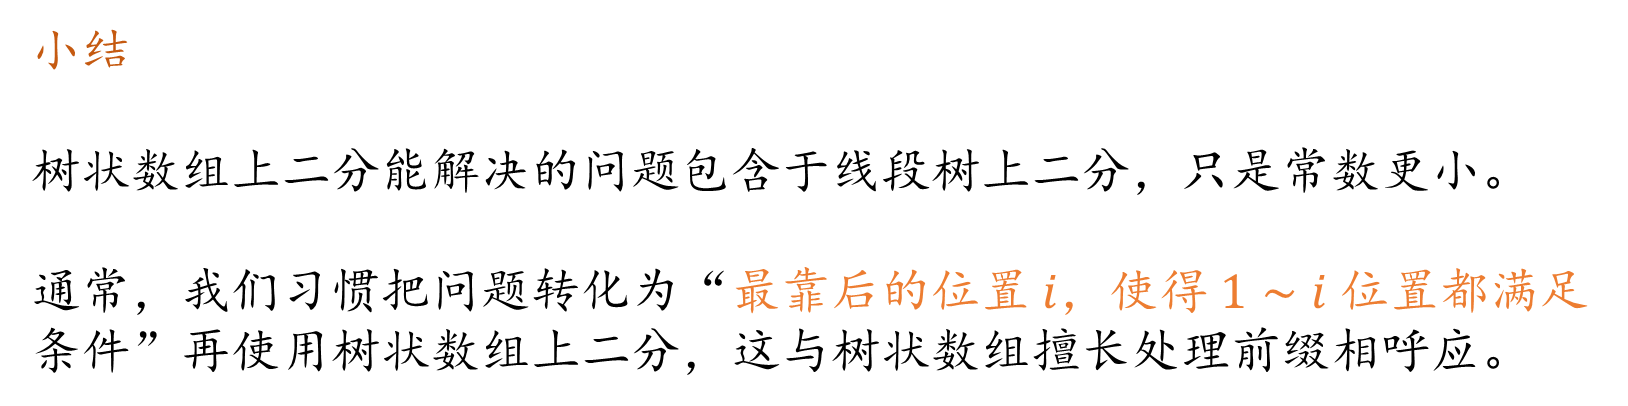 小结
树状数组上二分能解决的问题包含于线段树上二分，只是常数更小。
通常，我们习惯把问题转化为“最靠后的位置 i，使得 1 ~ i 位置都满足
条件”再使用树状数组上二分，这与树状数组擅长处理前缀相呼应。